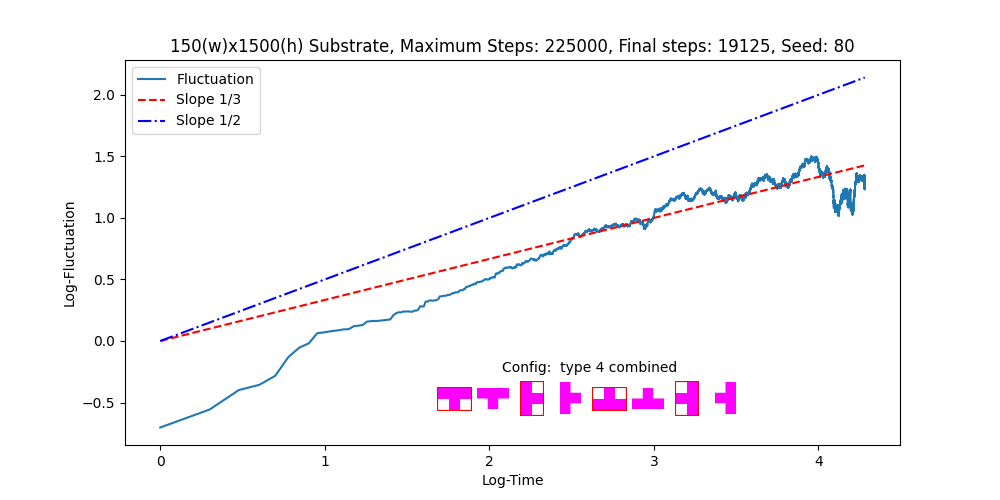 150(w)x1500(h) Substrate, Maximum Steps: 225000, Final steps: 19125, Seed: 80
Fluctuation
Slope 1/3
Slope 1/2
2.0
1.5
1.0
0.5
0.0
−0.5
Log-Fluctuation
Config:  type 4 combined
0 1 2 3 4
Log-Time